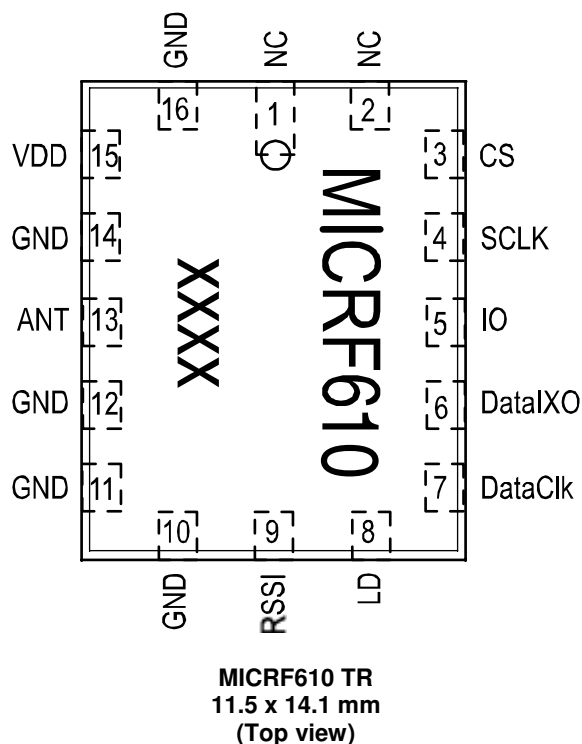 GND
NC
NC
16
1
2
VDD
15
3
CS
GND
14
4
SCLK
ANT
13
5
IO
GND
12
6
DataIXO
GND
11
7
DataClk
XXXX
MICRF610
10
9
8
GND
RSSI
LD
MICRF610 TR
11.5 x 14.1 mm
(Top view)